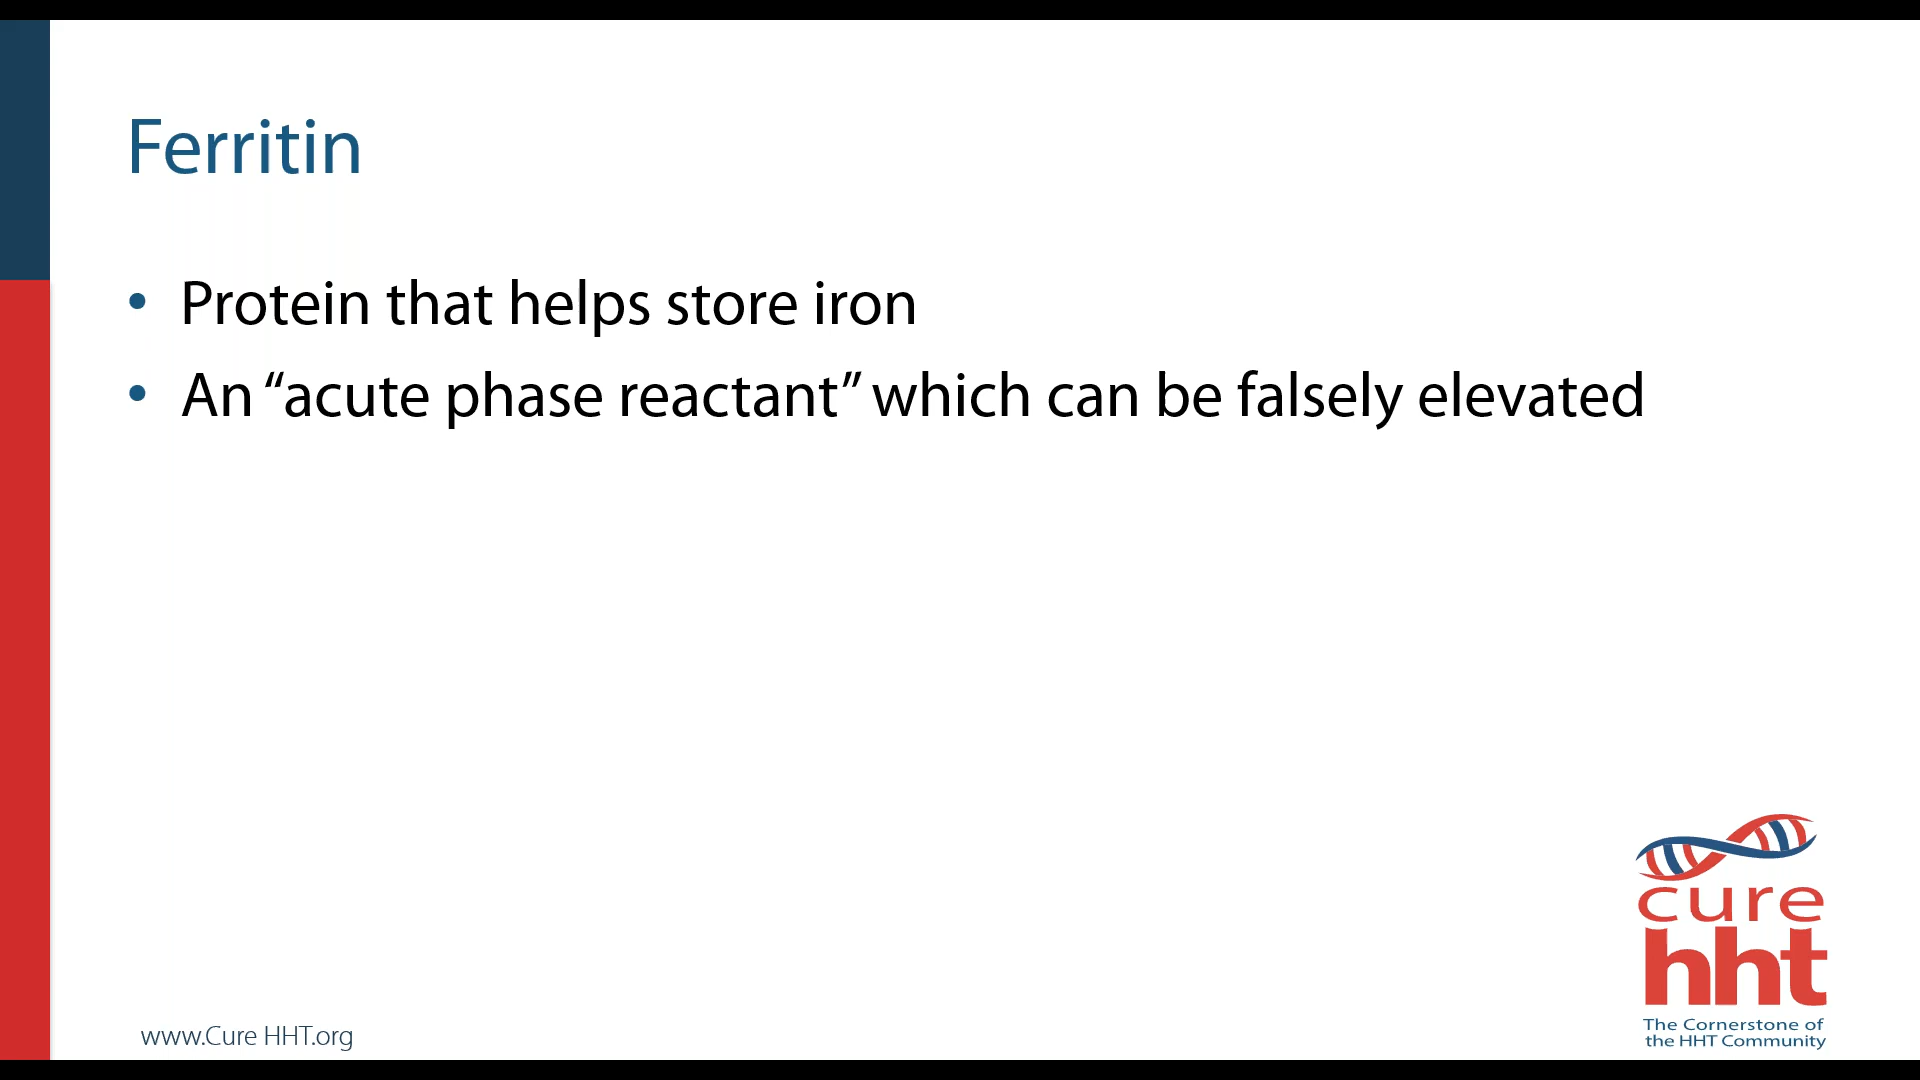 Ferritin
• Protein that helps store iron
• An “acute phase reactant” which can be falsely elevated
cure
hht
The Cornerstone of
the HHT Community
www.Cure HHT.org